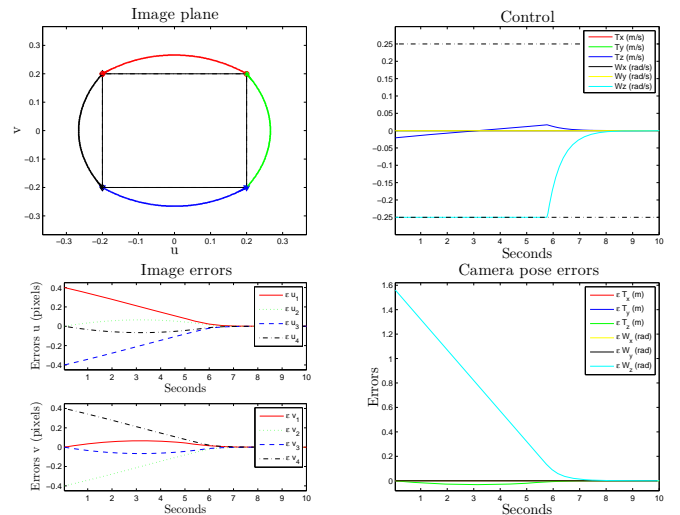 Image plane
0.3
0.2
0.1
0
−0.1
−0.2
−0.3
v
−0.3 −0.2 −0.1 0 0.1 0.2 0.3
u
Control
0.25
0.2
0.15
0.1
0.05
0
−0.05
−0.1
−0.15
−0.2
−0.25
Tx (m/s)
Ty (m/s)
Tz (m/s)
Wx (rad/s)
Wy (rad/s)
Wz (rad/s)
1 2 3 4 5 6 7 8 9 10
Seconds
Image errors
Errors u (pixels)
0.4
0.2
0
−0.2
−0.4
ε u1
ε u2
ε u3
ε u4
1 2 3 4 5 6 7 8 9 10
Seconds
Errors v (pixels)
0.4
0.2
0
−0.2
−0.4
ε v1
ε v2
ε v3
ε v4
1 2 3 4 5 6 7 8 9 10
Seconds
Camera pose errors
Errors
1.6
1.4
1.2
1
0.8
0.6
0.4
0.2
0
ε Tx (m)
ε Ty (m)
ε Tz (m)
ε Wx (rad)
ε Wy (rad)
ε Wz (rad)
1 2 3 4 5 6 7 8 9 10
Seconds